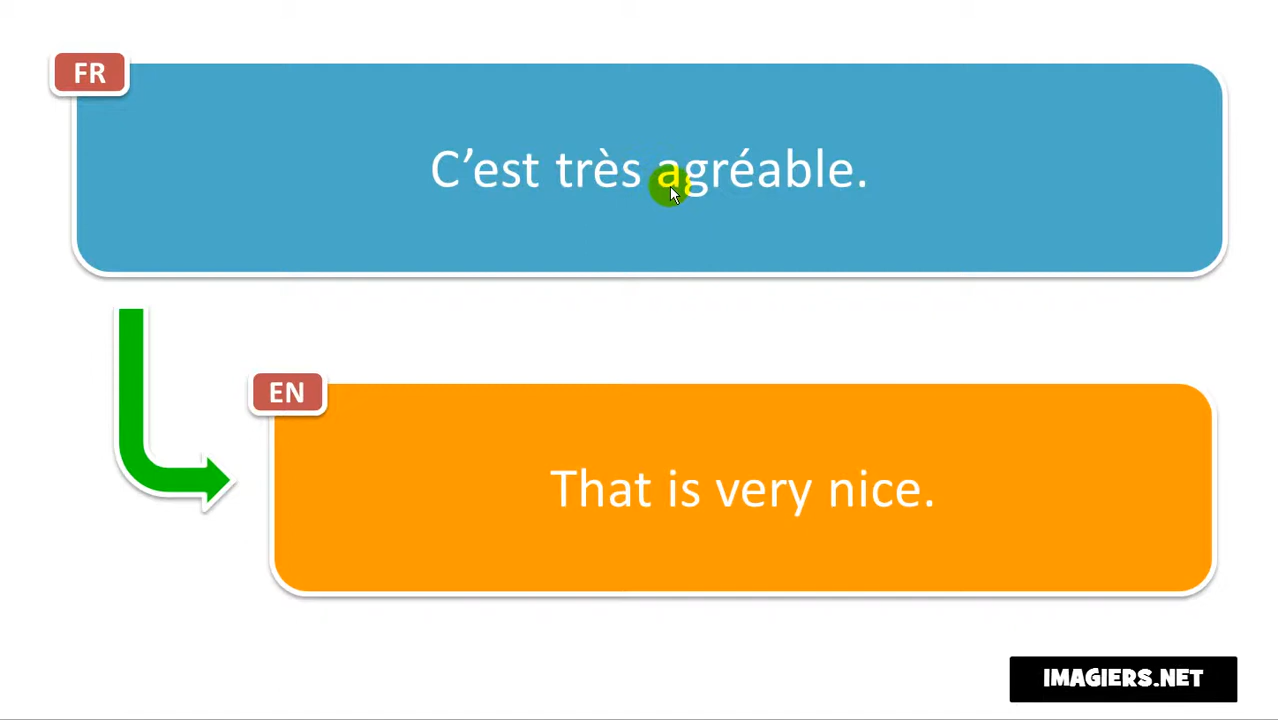 FR
C’est très agréable.
EN
That is very nice.
IMAGIERS.NET